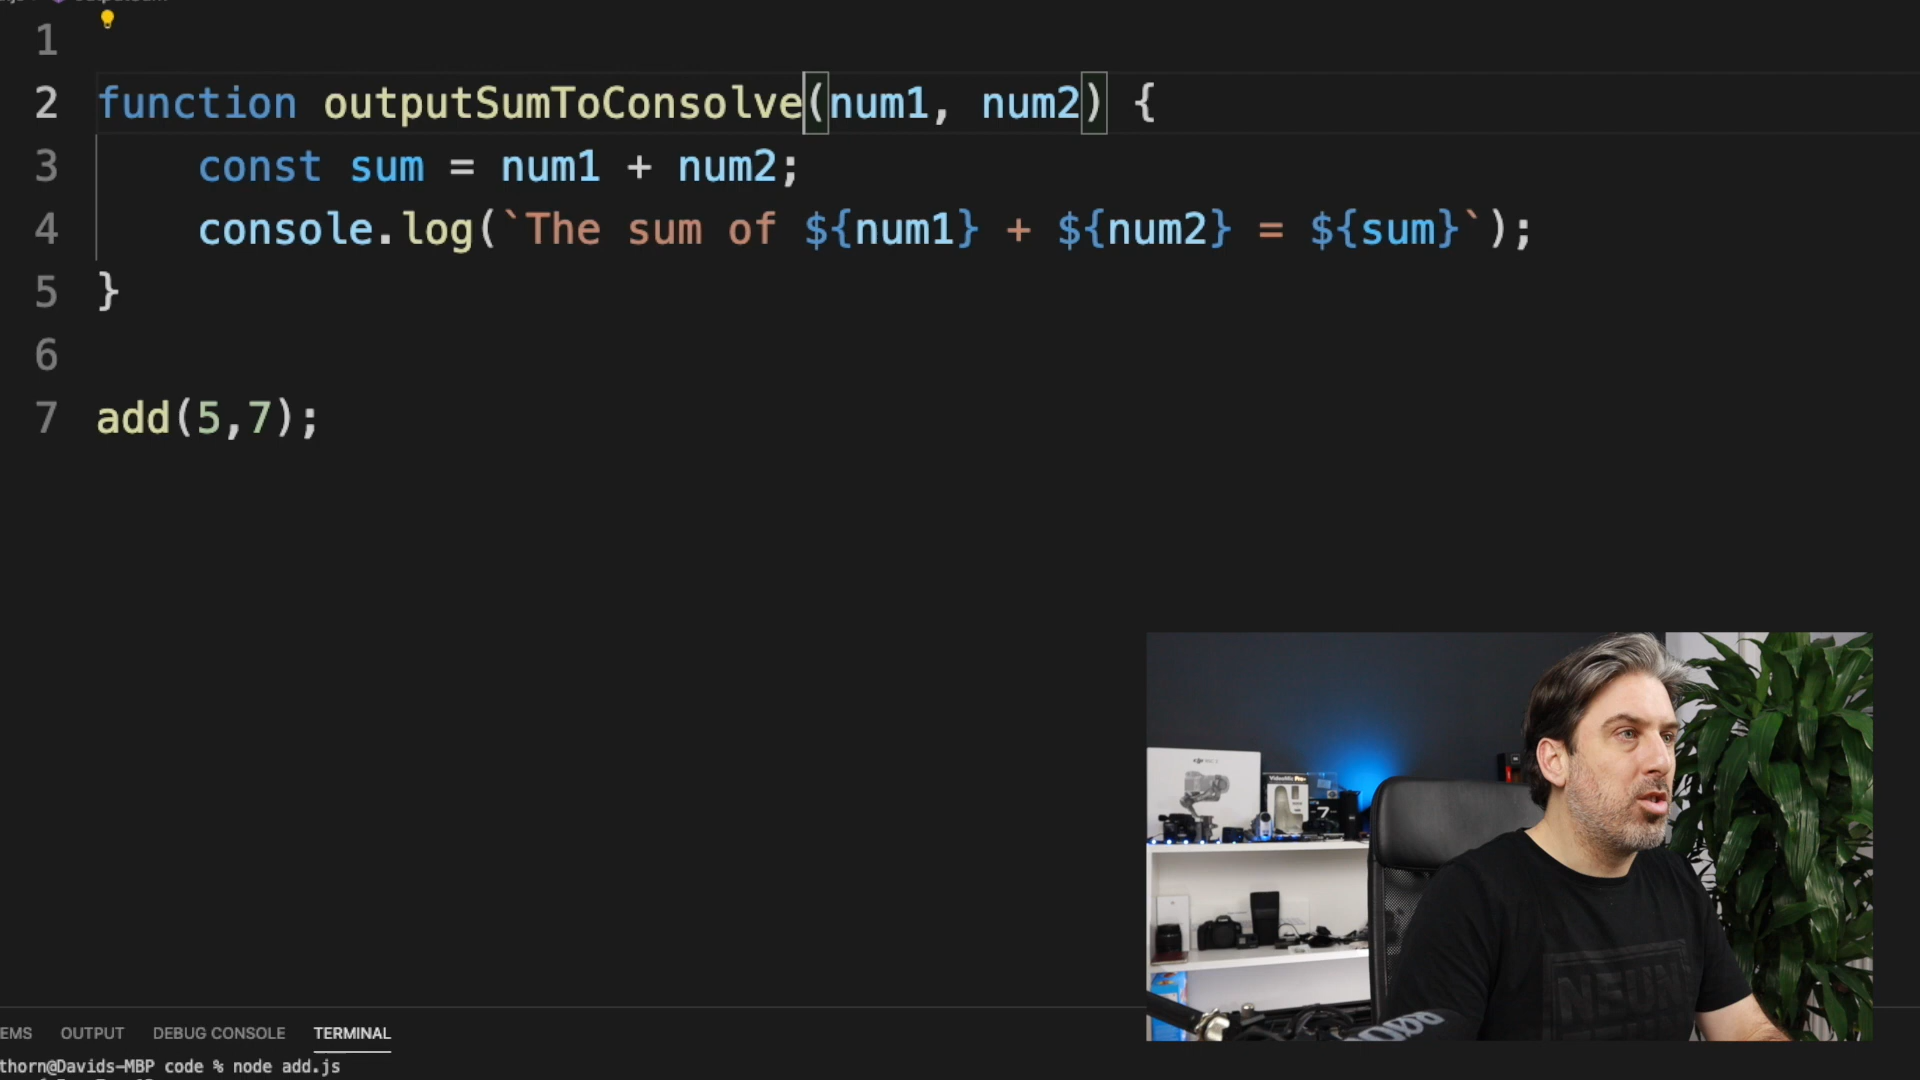 1
2 function outputSumToConsolve(num1, num2) {
3 const sum = num1 + num2;
4 console.log(`The sum of ${num1} + ${num2} = ${sum}`);
5 }
6
7 add(5,7);
VideoMic Pro+
EMS OUTPUT DEBUG CONSOLE TERMINAL
thorn@Davids-MBP code % node add.js